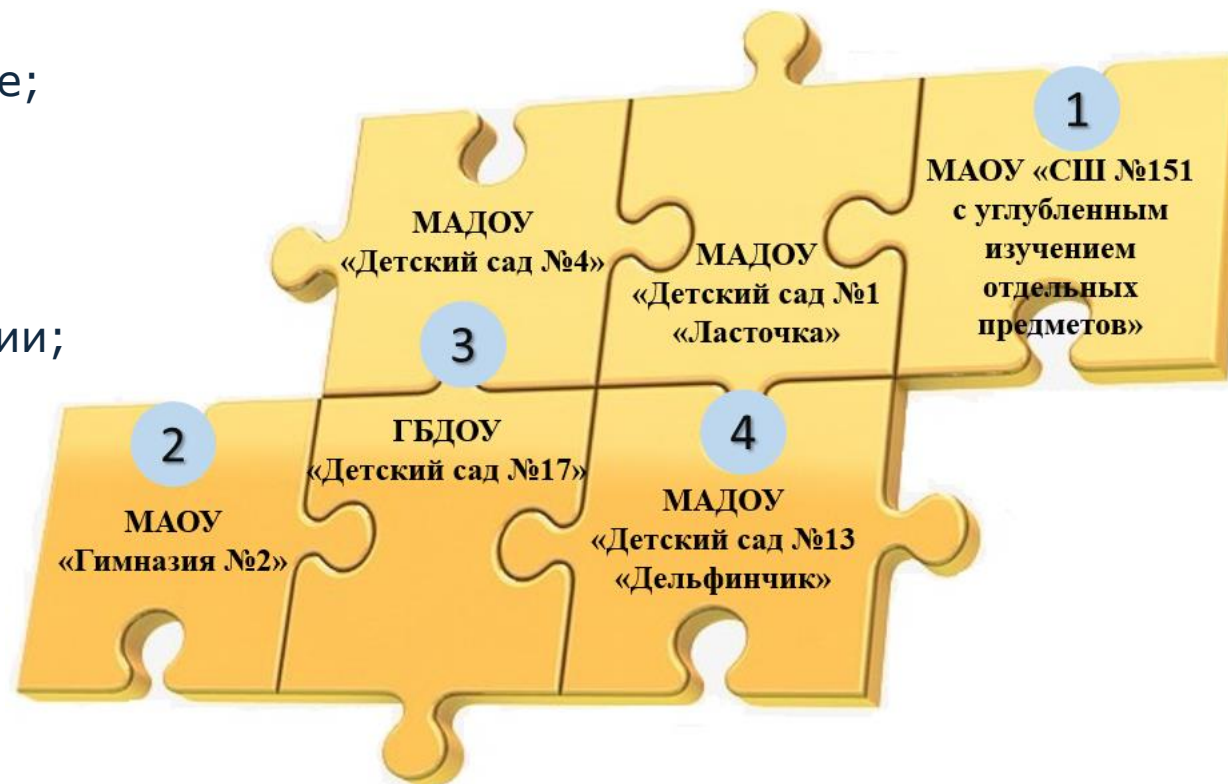 е;
ии;
1
МАОУ «СШ №151
с углубленным
изучением
отдельных
предметов»
МАДОУ
«Детский сад №4»
МАДОУ
«Детский сад №1
«Ласточка»
3
ГБДОУ
«Детский сад №17»
2
МАОУ
«Гимназия №2»
4
МАДОУ
«Детский сад №13
«Дельфинчик»